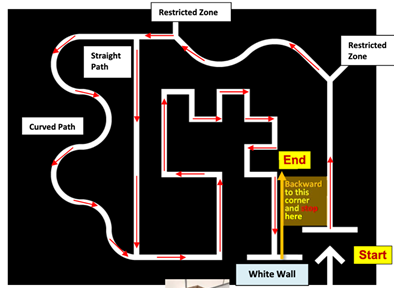 Restricted Zone
Straight
Path
Restricted
Zone
Curved Path
End
Backward
to this
corner
and Stop
here
Start
White Wall